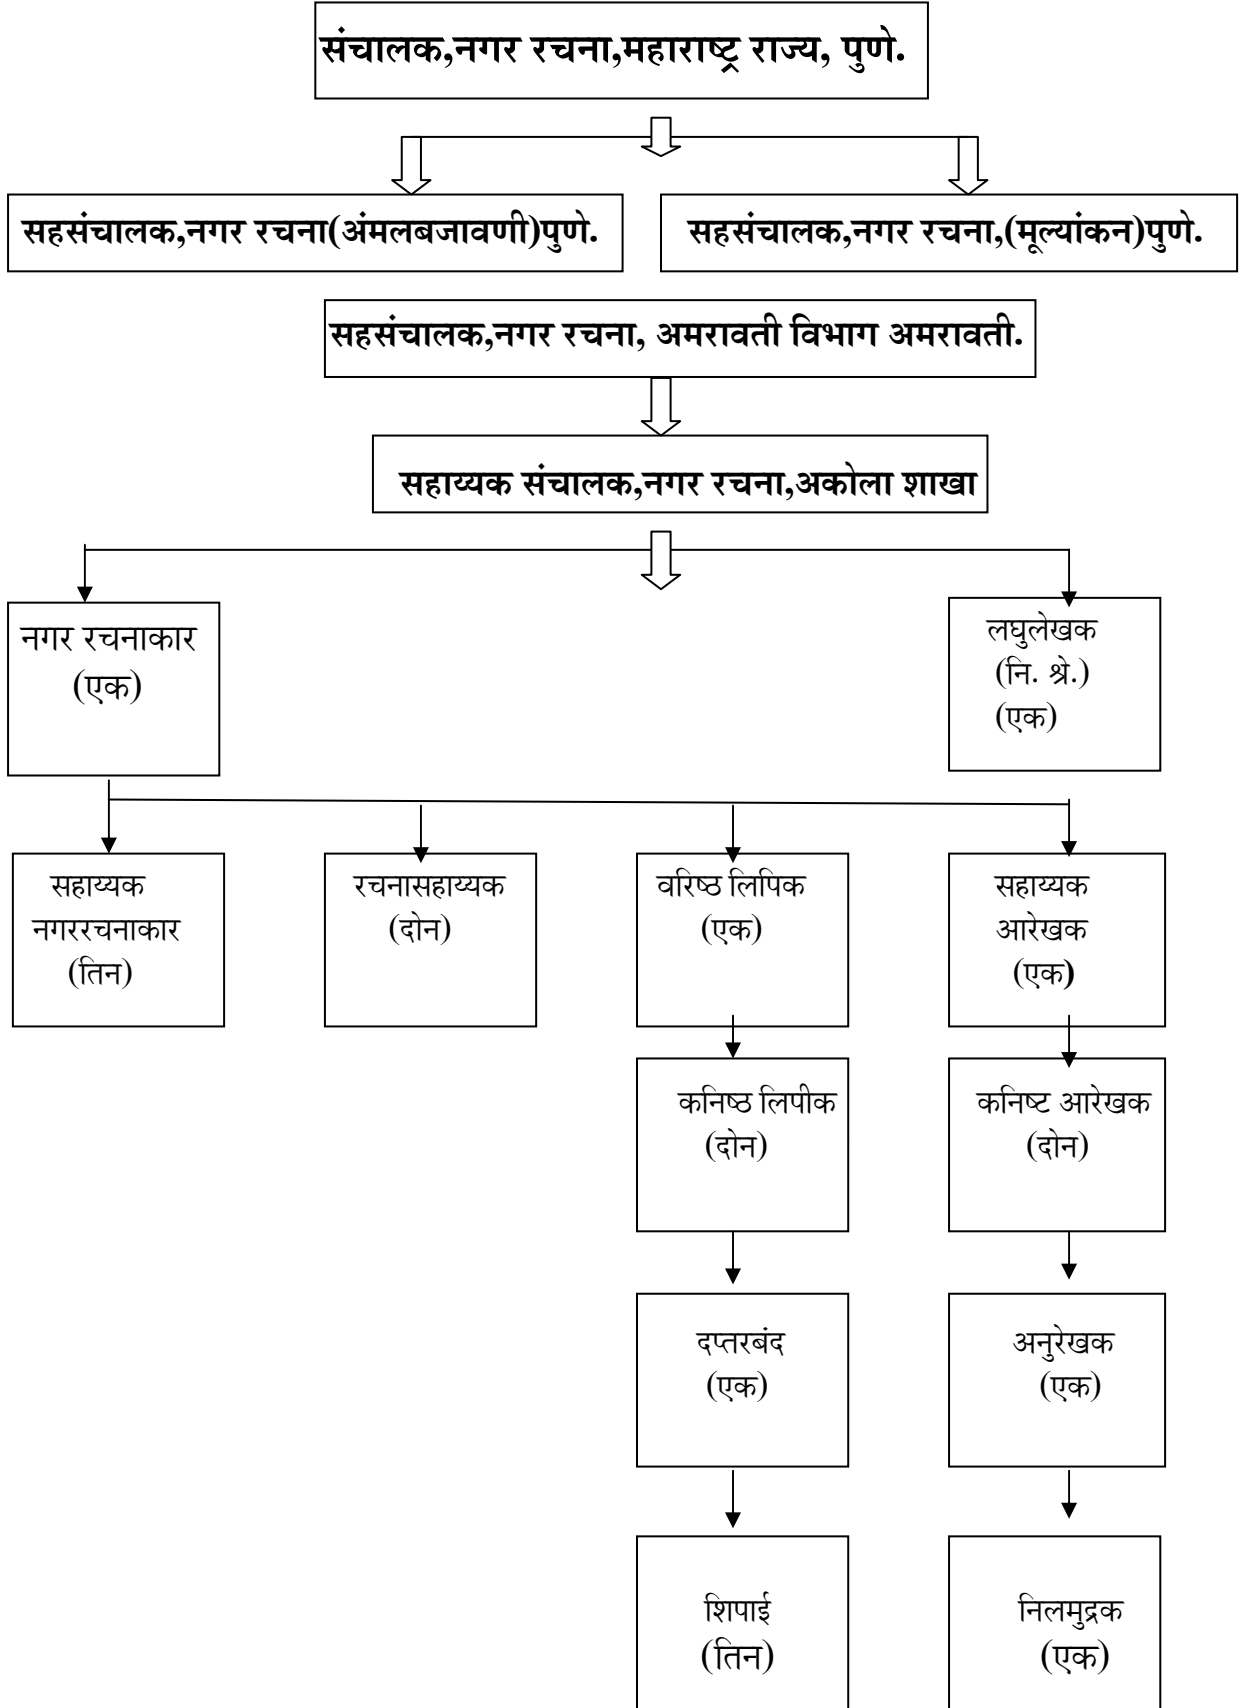 संचालक,नगर रचना,महाराष्ट्र राज्य, पुणे.
सहसंचालक,नगर रचना(अंमलबजावणी)पुणे.
सहसंचालक,नगर रचना,(मूल्यांकन)पुणे.
सहसंचालक,नगर रचना, अमरावती विभाग अमरावती.
सहाय्यक संचालक,नगर रचना,अकोला शाखा
नगर रचनाकार
(एक)
लघुलेखक
(नि. श्रे.)
(एक)
सहाय्यक
नगररचनाकार
(तिन)
रचनासहाय्यक
(दोन)
वरिष्ठ लिपिक
(एक)
सहाय्यक
आरेखक
(एक)
कनिष्ठ लिपीक
(दोन)
कनिष्ट आरेखक
(दोन)
दप्तरबंद
(एक)
अनुरेखक
(एक)
शिपाई
(तिन)
निलमुद्रक
(एक)